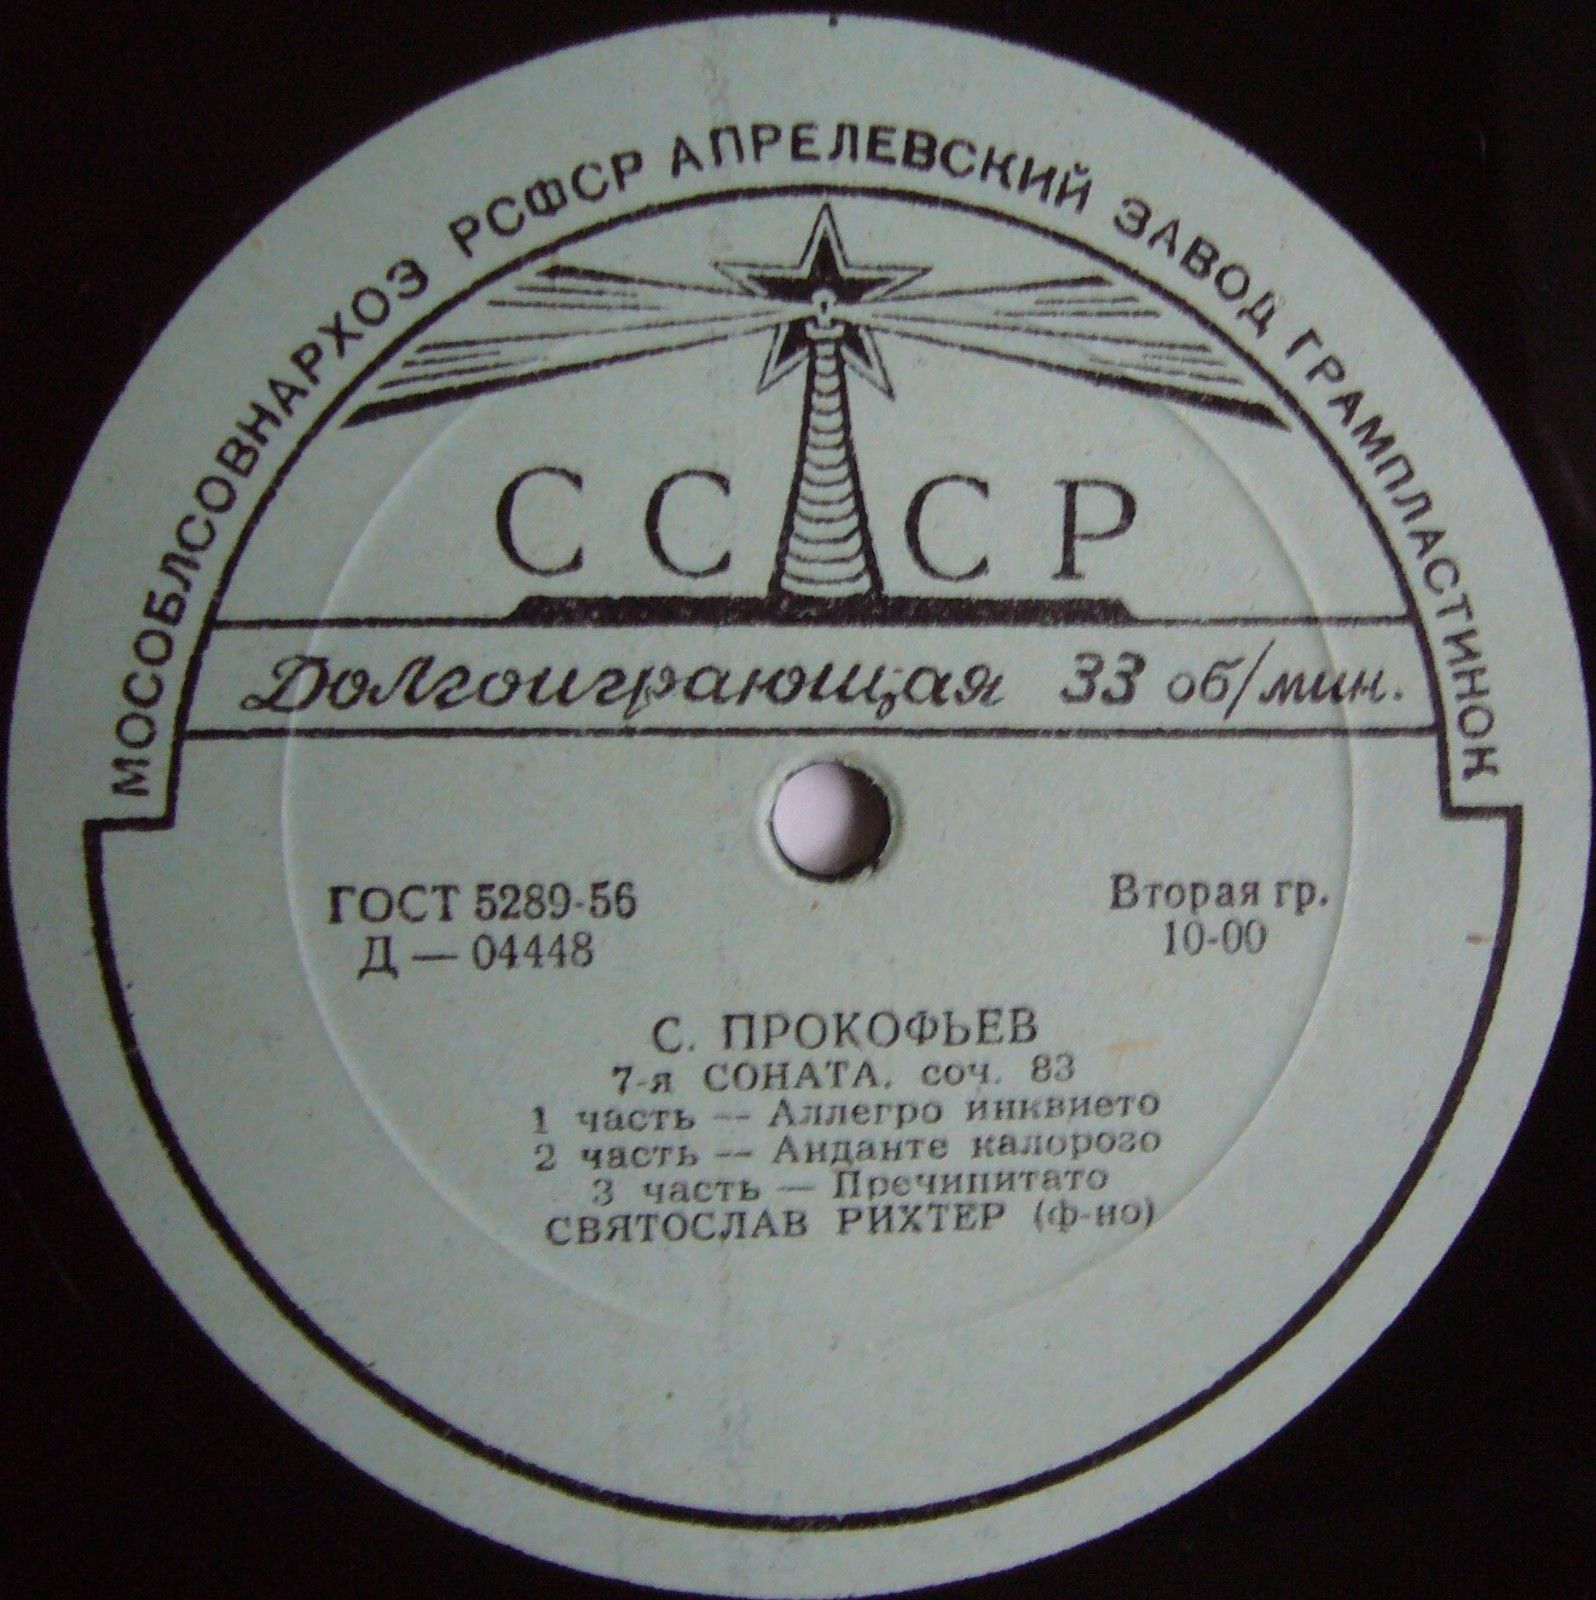 МОСОБЛСОВНАРХОЗ РСФСР АПРЕЛЕВСКИЙ ЗАВОД ГРАМПЛАСТИНОК
СССР
Долгоиграющая 33 об/мин.
ГОСТ 5289-56
Д — 04448
Вторая гр.
10-00
С. ПРОКОФЬЕВ
7-я СОНАТА, соч. 83
1 часть — Аллегро инквието
2 часть — Анданте калорозо
3 часть — Пречипитато
СВЯТОСЛАВ РИХТЕР (ф-но)